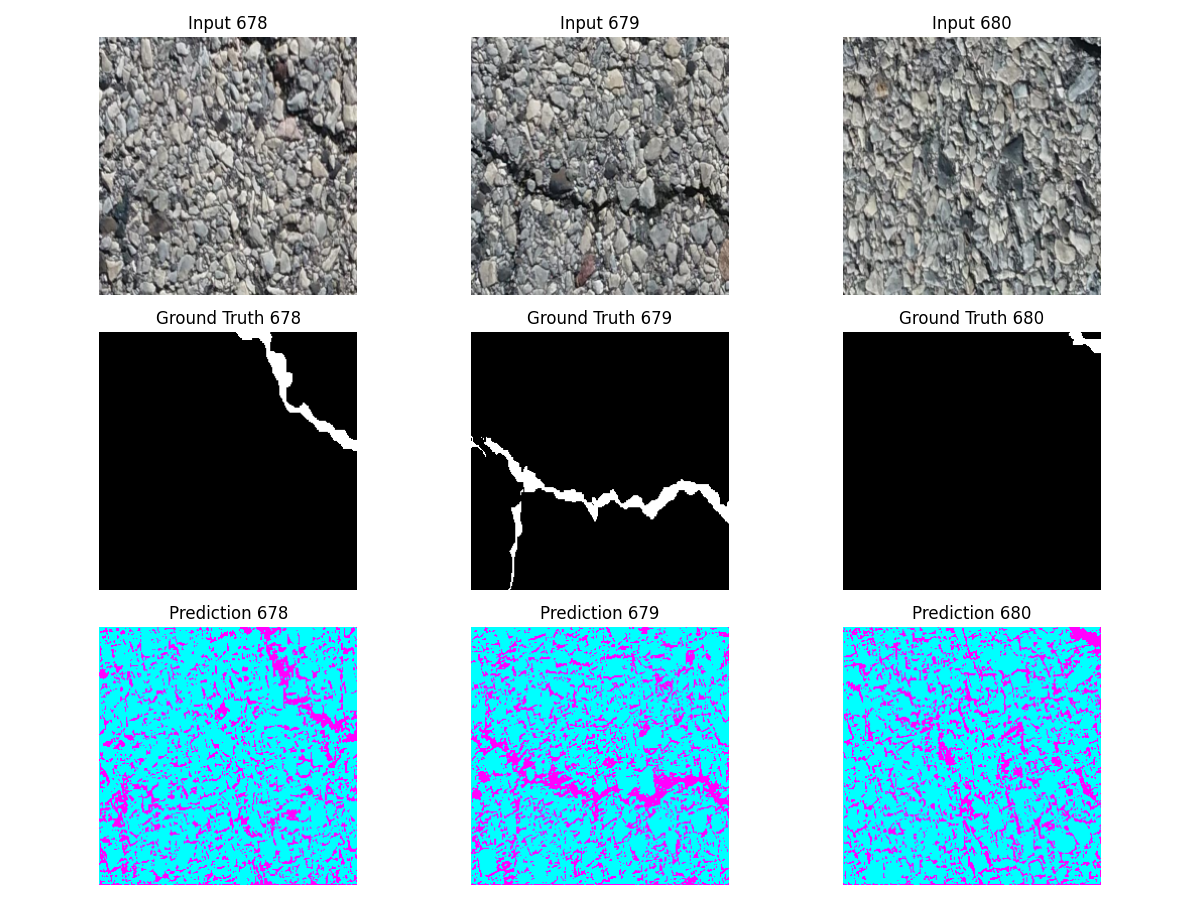 Input 678
Input 679
Input 680
Ground Truth 678
Ground Truth 679
Ground Truth 680
Prediction 678
Prediction 679
Prediction 680